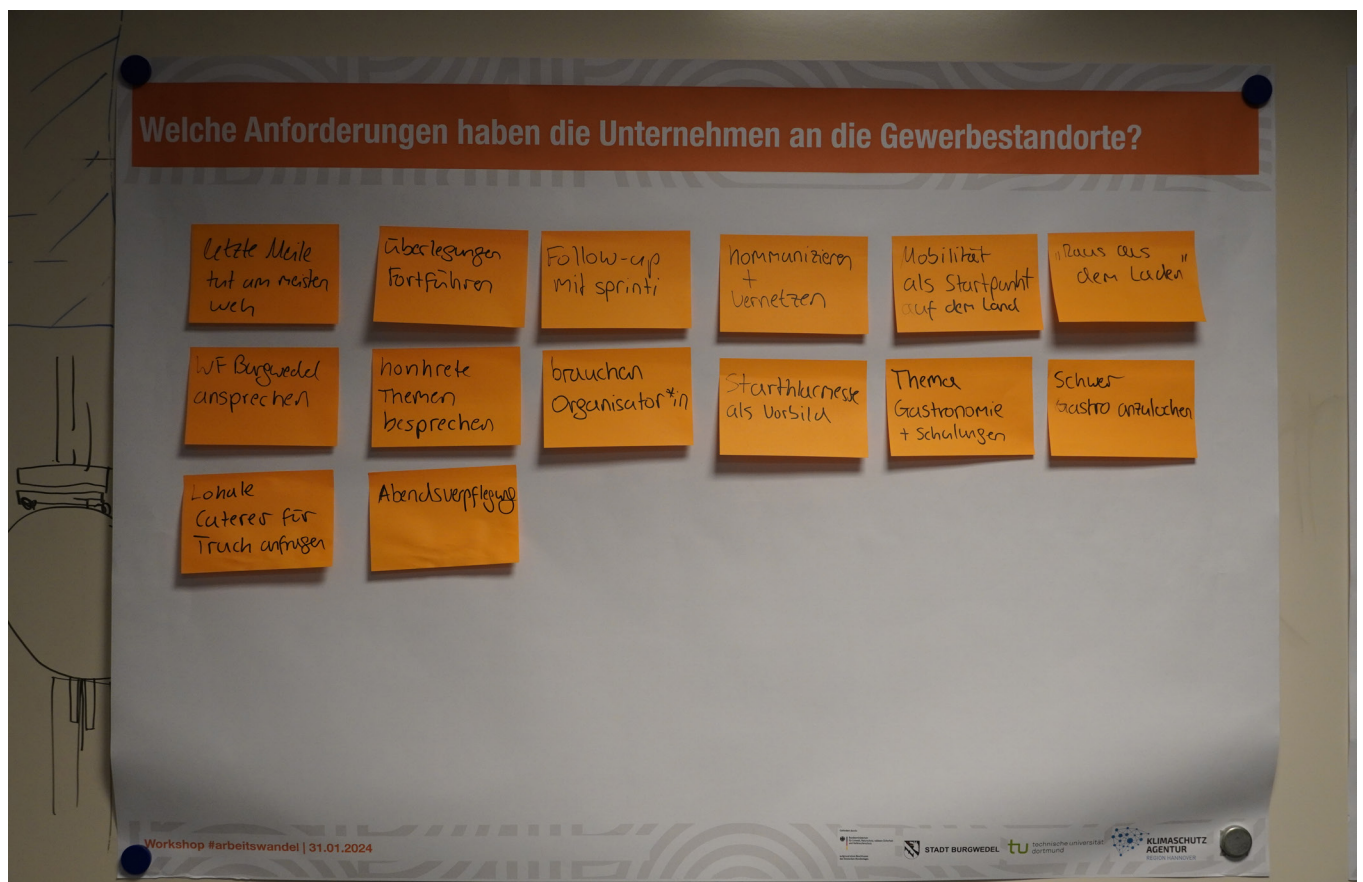 Welche Anforderungen haben die Unternehmen an die Gewerbestandorte?
letzte Meile
tut am meisten
weh
Überlegungen
Fortführen
Follow-up
mit sprinti
kommunizieren
+
vernetzen
Mobilität
als Startpunkt
auf dem Land
"Raus aus
dem Laden"
WF Burgwedel
ansprechen
konkrete
Themen
besprechen
brauchen
Organisator*in
Starthlarmesse
als Vorbild
Thema
Gastronomie
+ Schulungen
Schwer
Gastro anzulocken
Lokale
Caterer für
Truck anfragen
Abendsverpflegung
Workshop #arbeitswandel | 31.01.2024
STADT BURGWEDEL
tu technische universität
dortmund
KLIMASCHUTZ
AGENTUR
REGION HANNOVER